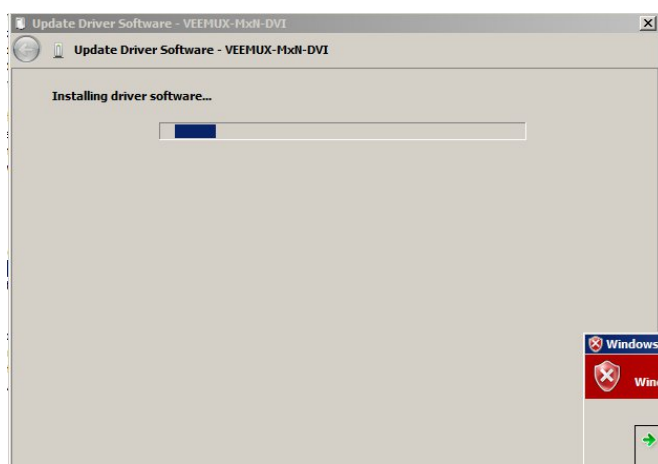 Update Driver Software - VEEMUX-MxN-DVI
Update Driver Software - VEEMUX-MxN-DVI
Installing driver software...
Windows